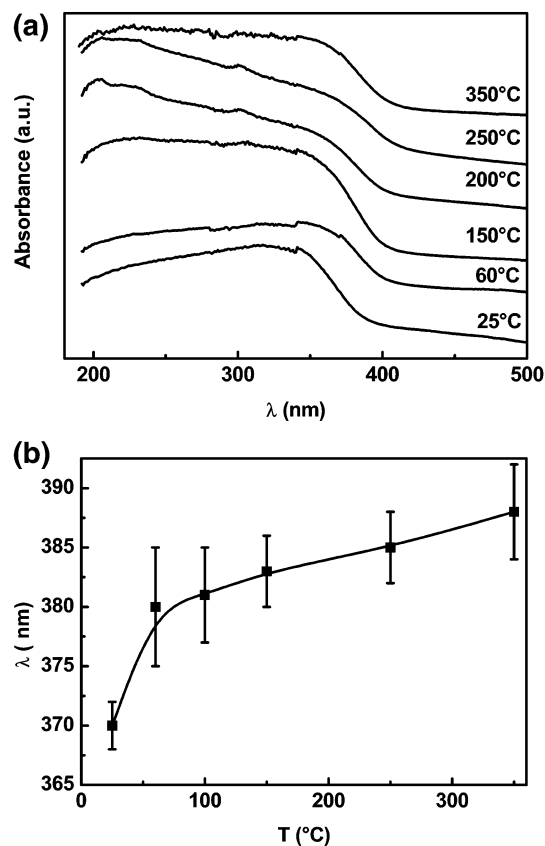 (a)
Absorbance (a.u.)
350°C
250°C
200°C
150°C
60°C
25°C
200 300 400 500
λ (nm)
(b)
λ ( nm)
390
385
380
375
370
365
0 100 200 300
T (°C)